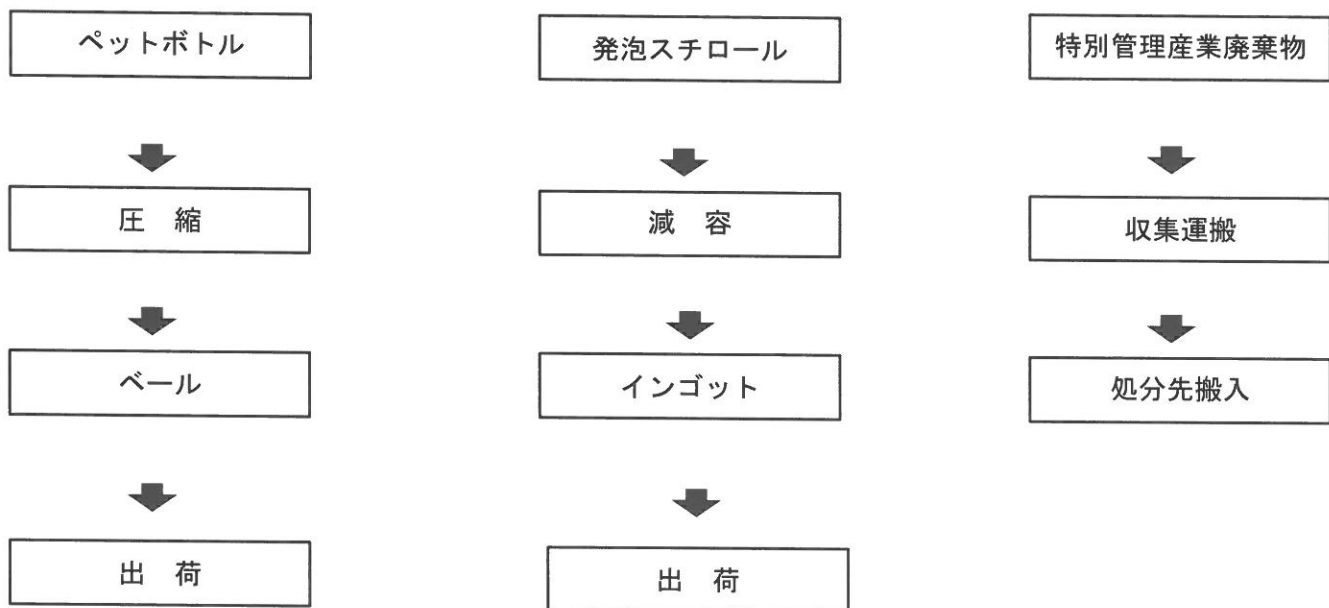 ペットボトル
圧 縮
ベール
出 荷
発泡スチロール
減 容
インゴット
出 荷
特別管理産業廃棄物
収集運搬
処分先搬入